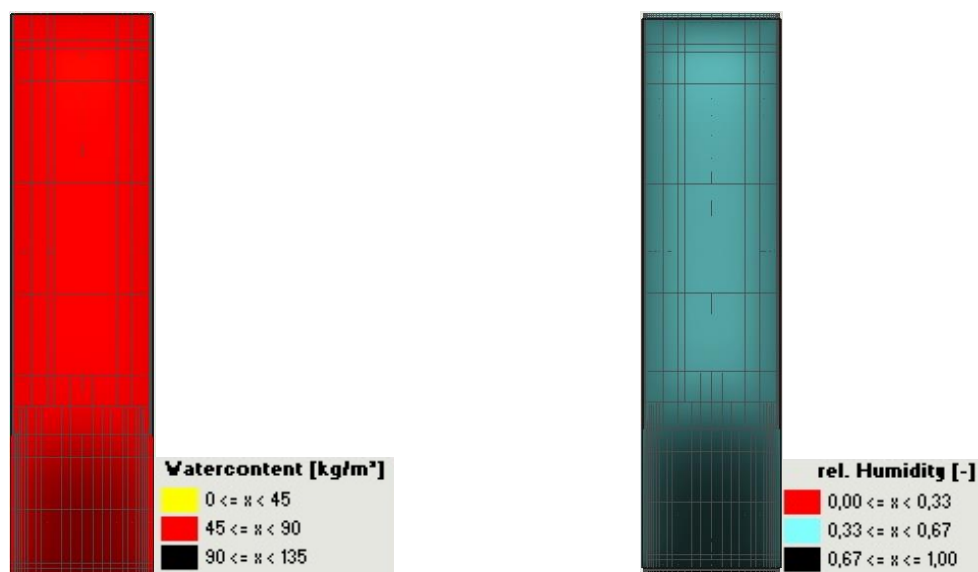 Watercontent [kg/m³]
0 <= x < 45
45 <= x < 90
90 <= x < 135
rel. Humidity [-]
0,00 <= x < 0,33
0,33 <= x < 0,67
0,67 <= x <= 1,00